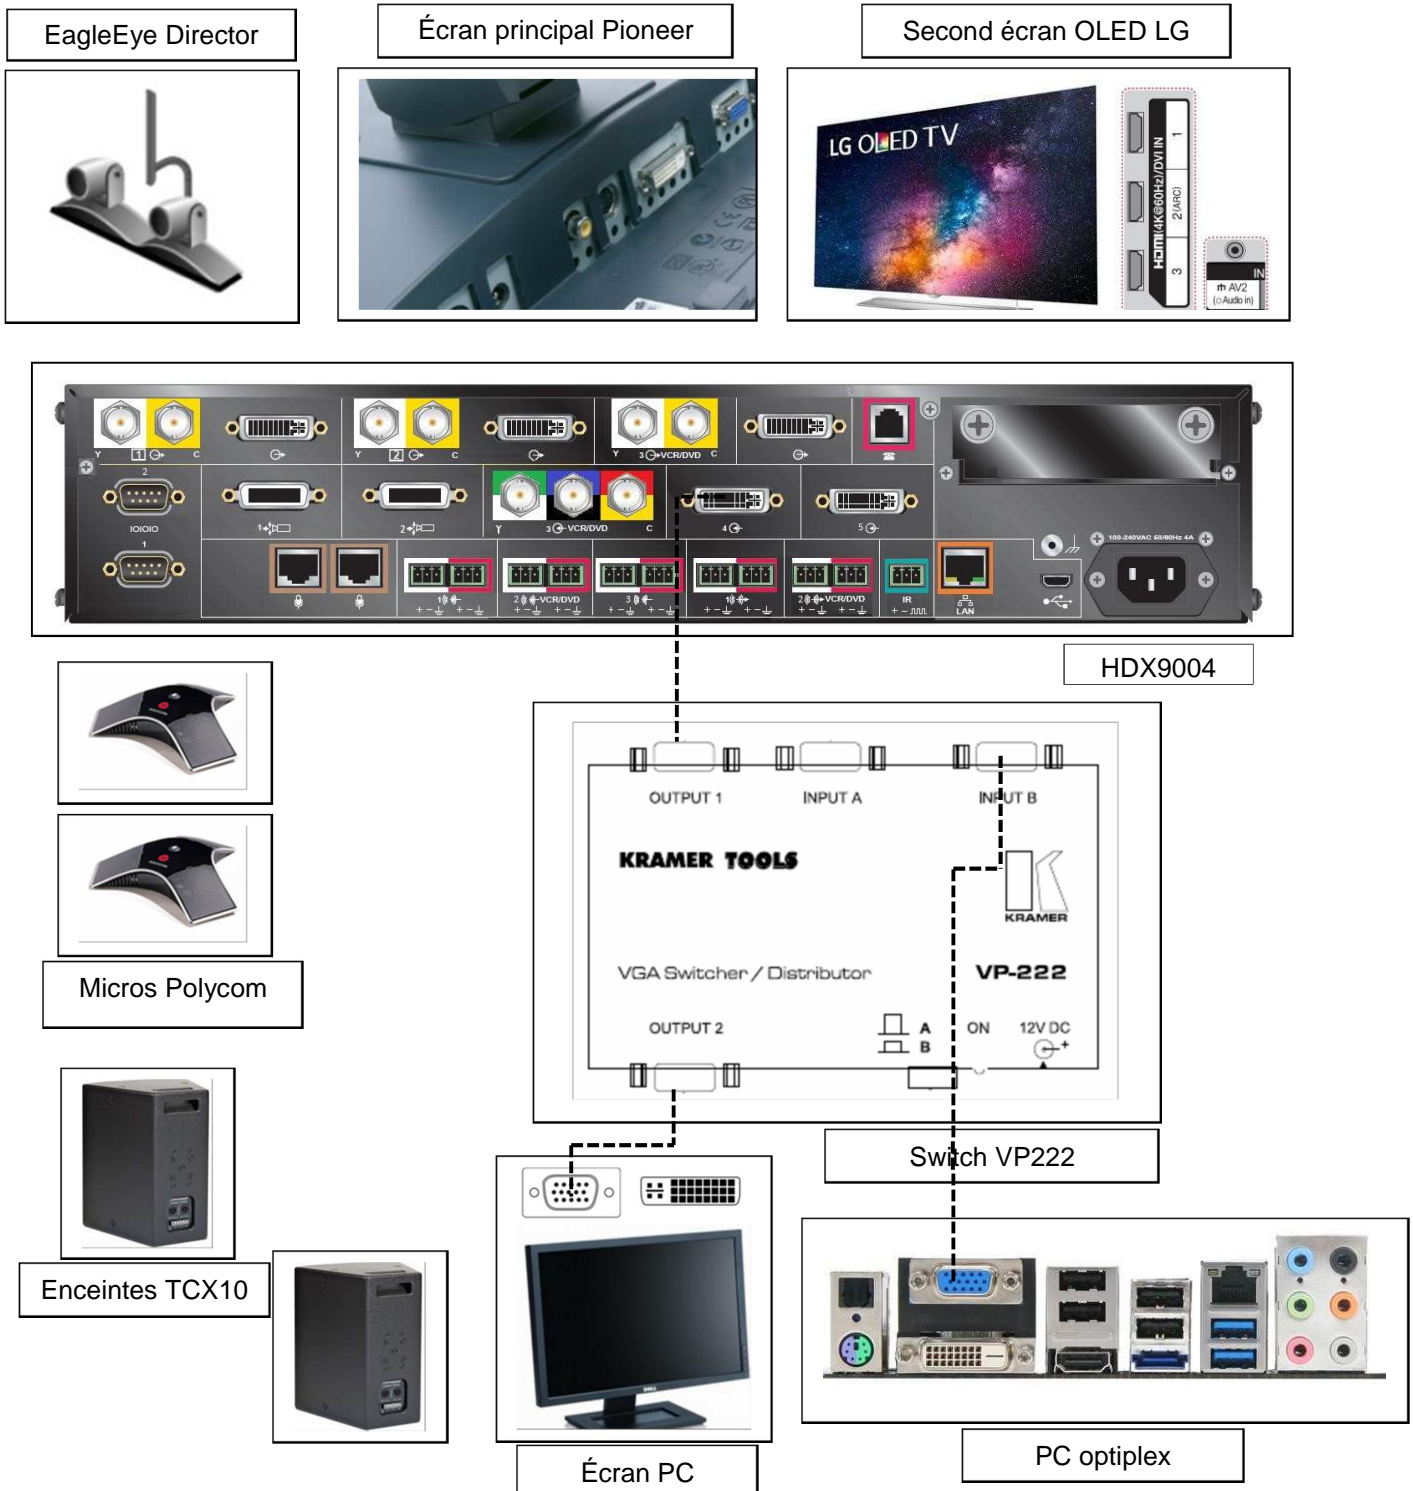 EagleEye Director
Écran principal Pioneer
Second écran OLED LG
LG OLED TV
HDMI(4K@60Hz)/DVI IN
1
2(ARC)
3
IN
AV2
(Audio in)
Y 1 C
Y 2 C
Y 3 VCR/DVD C
2
IOIOIO
1
1
2
Y 3 VCR/DVD C
4
5
100-240VAC 50/60Hz 4A
1
2 VCR/DVD
3
1
2 VCR/DVD
IR
LAN
+ - + -
+ - + -
+ - + -
+ - + -
+ - + -
+ -
HDX9004
OUTPUT 1
INPUT A
INPUT B
KRAMER TOOLS
KRAMER
VGA Switcher / Distributor
VP-222
OUTPUT 2
A
B
ON
12V DC
+
Micros Polycom
Switch VP222
Enceintes TCX10
DELL
Écran PC
PC optiplex